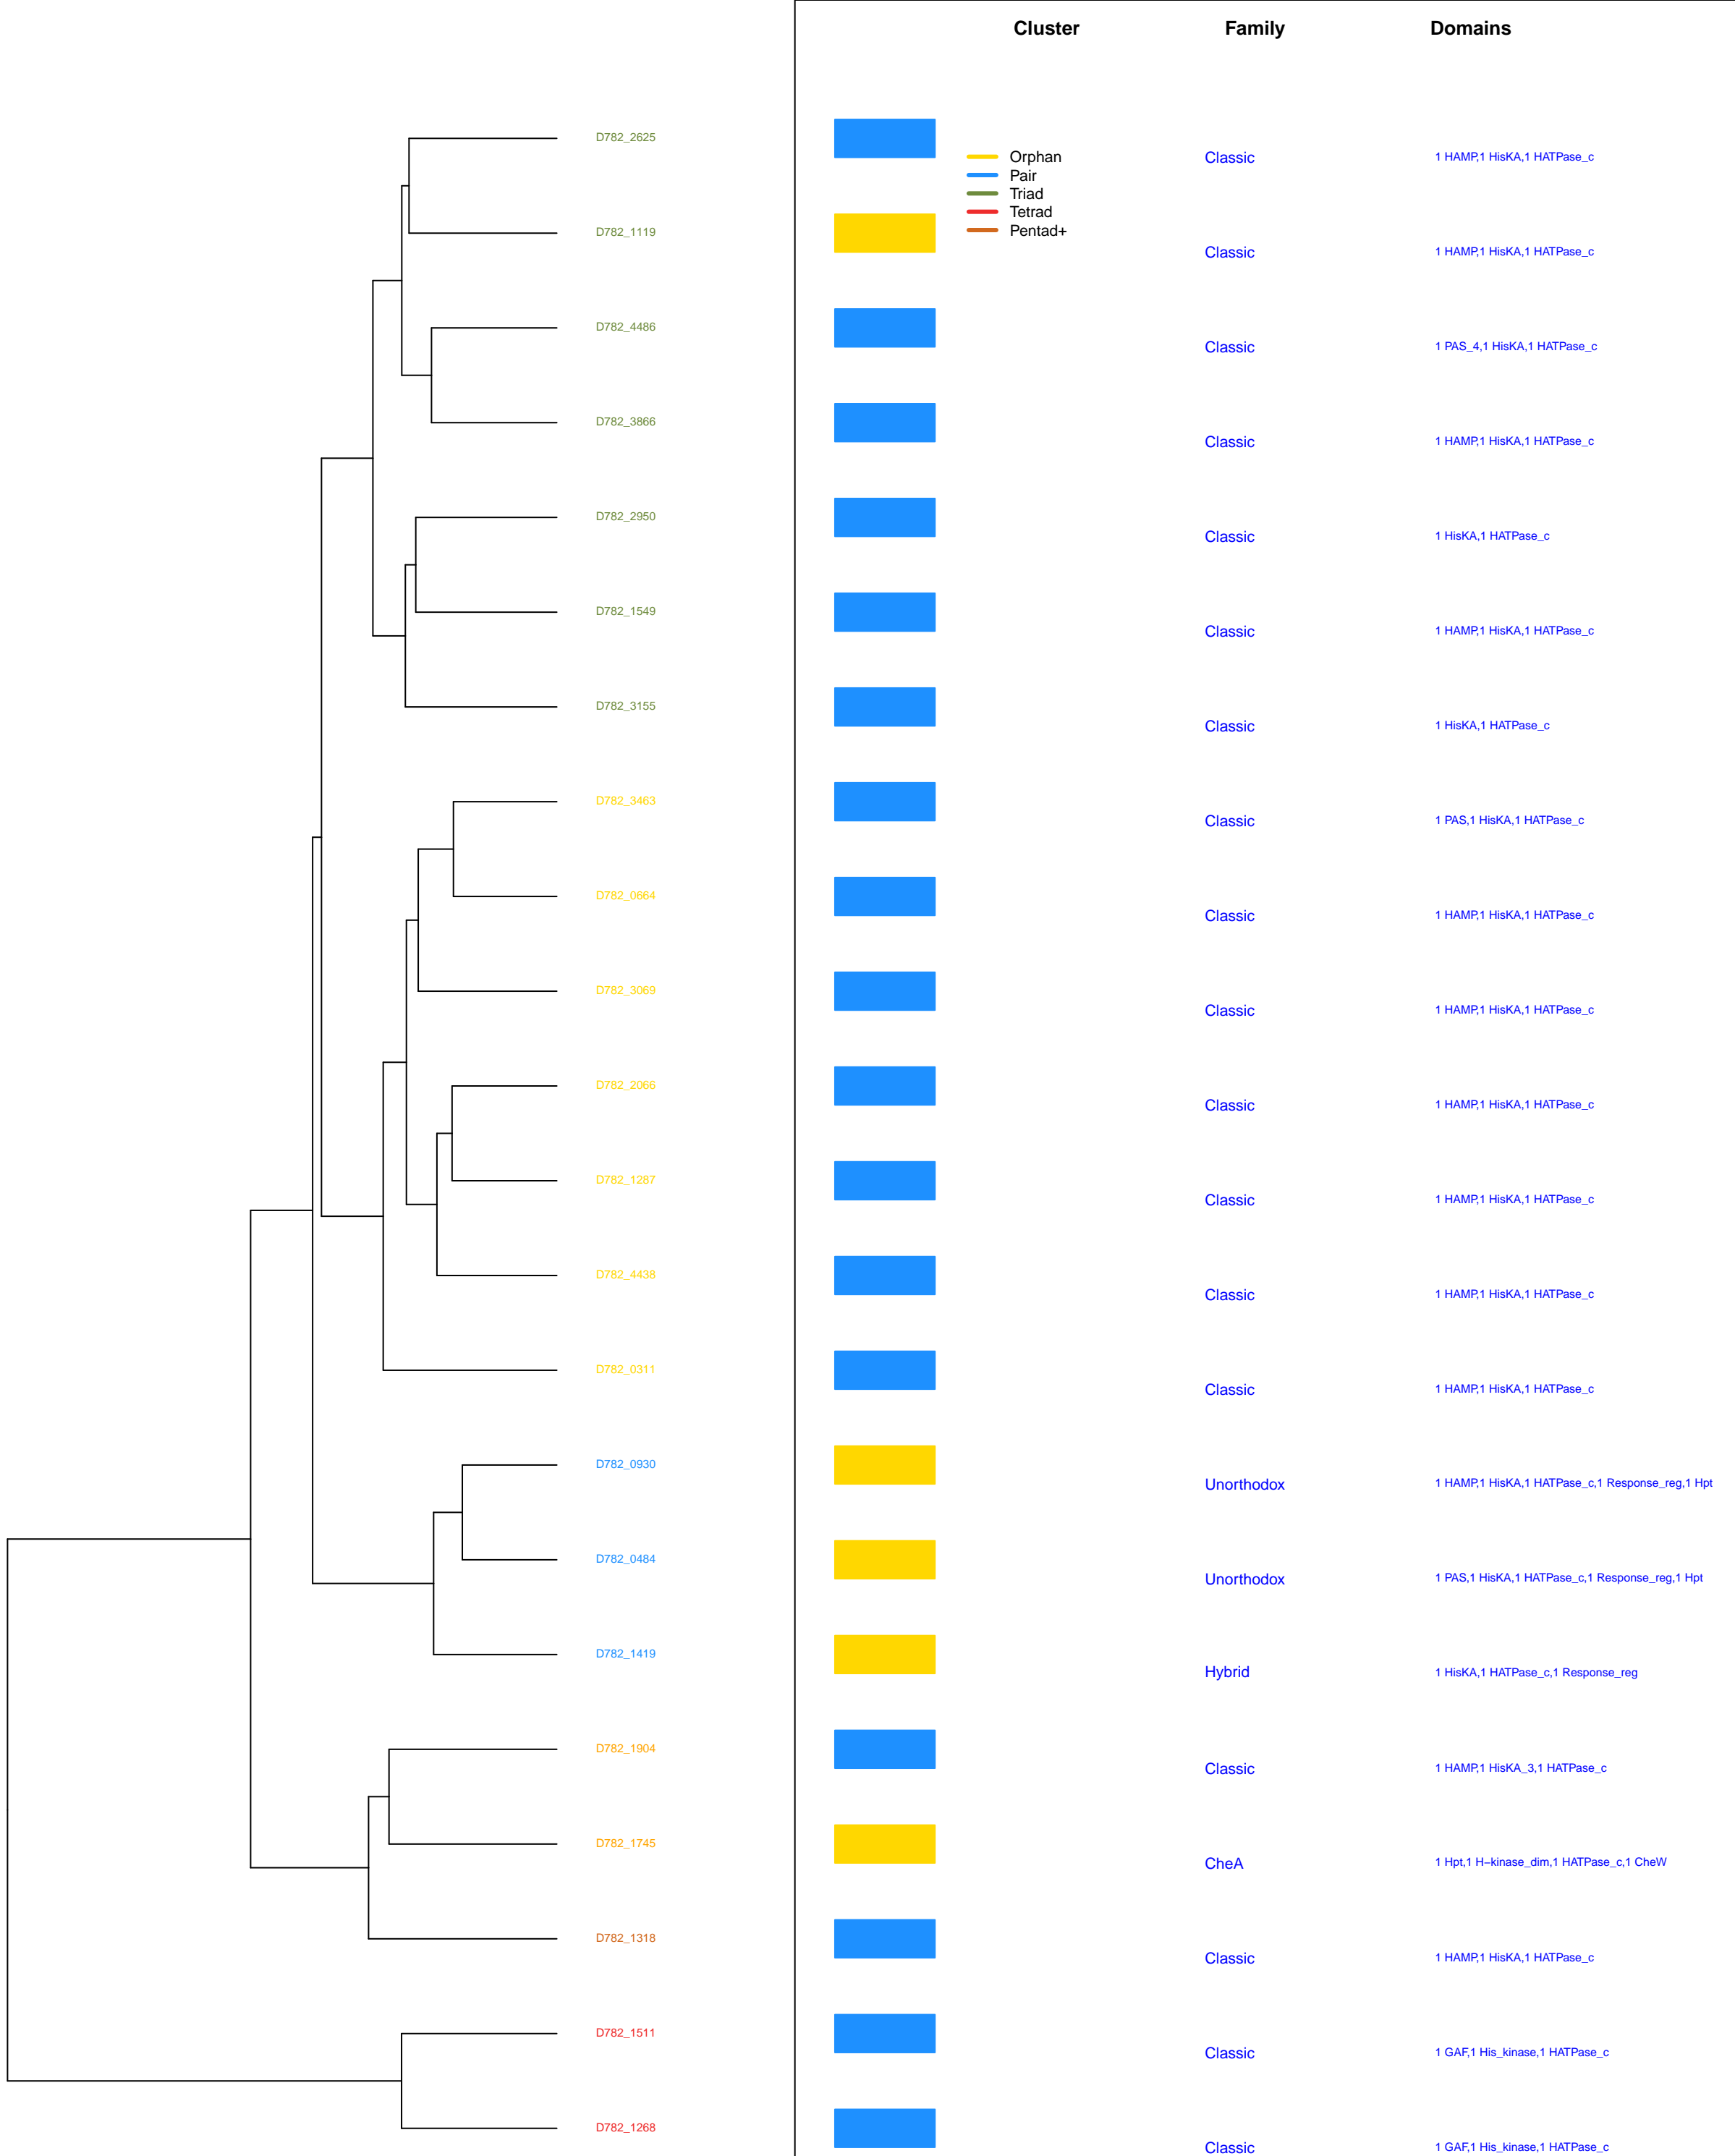 Cluster Family Domains
D782_2625
Orphan
Classic 1 HAMP,1 HisKA,1 HATPase_c
Pair
Triad
Tetrad
D782_1119 Pentad+
Classic 1 HAMP,1 HisKA,1 HATPase_c
D782_4486
Classic 1 PAS_4,1 HisKA,1 HATPase_c
D782_3866
Classic 1 HAMP,1 HisKA,1 HATPase_c
D782_2950
Classic 1 HisKA,1 HATPase_c
D782_1549
Classic 1 HAMP,1 HisKA,1 HATPase_c
D782_3155
Classic 1 HisKA,1 HATPase_c
D782_3463
Classic 1 PAS,1 HisKA,1 HATPase_c
D782_0664
Classic 1 HAMP,1 HisKA,1 HATPase_c
D782_3069
Classic 1 HAMP,1 HisKA,1 HATPase_c
D782_2066
Classic 1 HAMP,1 HisKA,1 HATPase_c
D782_1287
Classic 1 HAMP,1 HisKA,1 HATPase_c
D782_4438
Classic 1 HAMP,1 HisKA,1 HATPase_c
D782_0311
Classic 1 HAMP,1 HisKA,1 HATPase_c
D782_0930
Unorthodox 1 HAMP,1 HisKA,1 HATPase_c,1 Response_reg,1 Hpt
D782_0484
Unorthodox 1 PAS,1 HisKA,1 HATPase_c,1 Response_reg,1 Hpt
D782_1419
Hybrid 1 HisKA,1 HATPase_c,1 Response_reg
D782_1904
Classic 1 HAMP,1 HisKA_3,1 HATPase_c
D782_1745
CheA 1 Hpt,1 H−kinase_dim,1 HATPase_c,1 CheW
D782_1318
Classic 1 HAMP,1 HisKA,1 HATPase_c
D782_1511
Classic 1 GAF,1 His_kinase,1 HATPase_c
D782_1268
Classic 1 GAF,1 His_kinase,1 HATPase_c